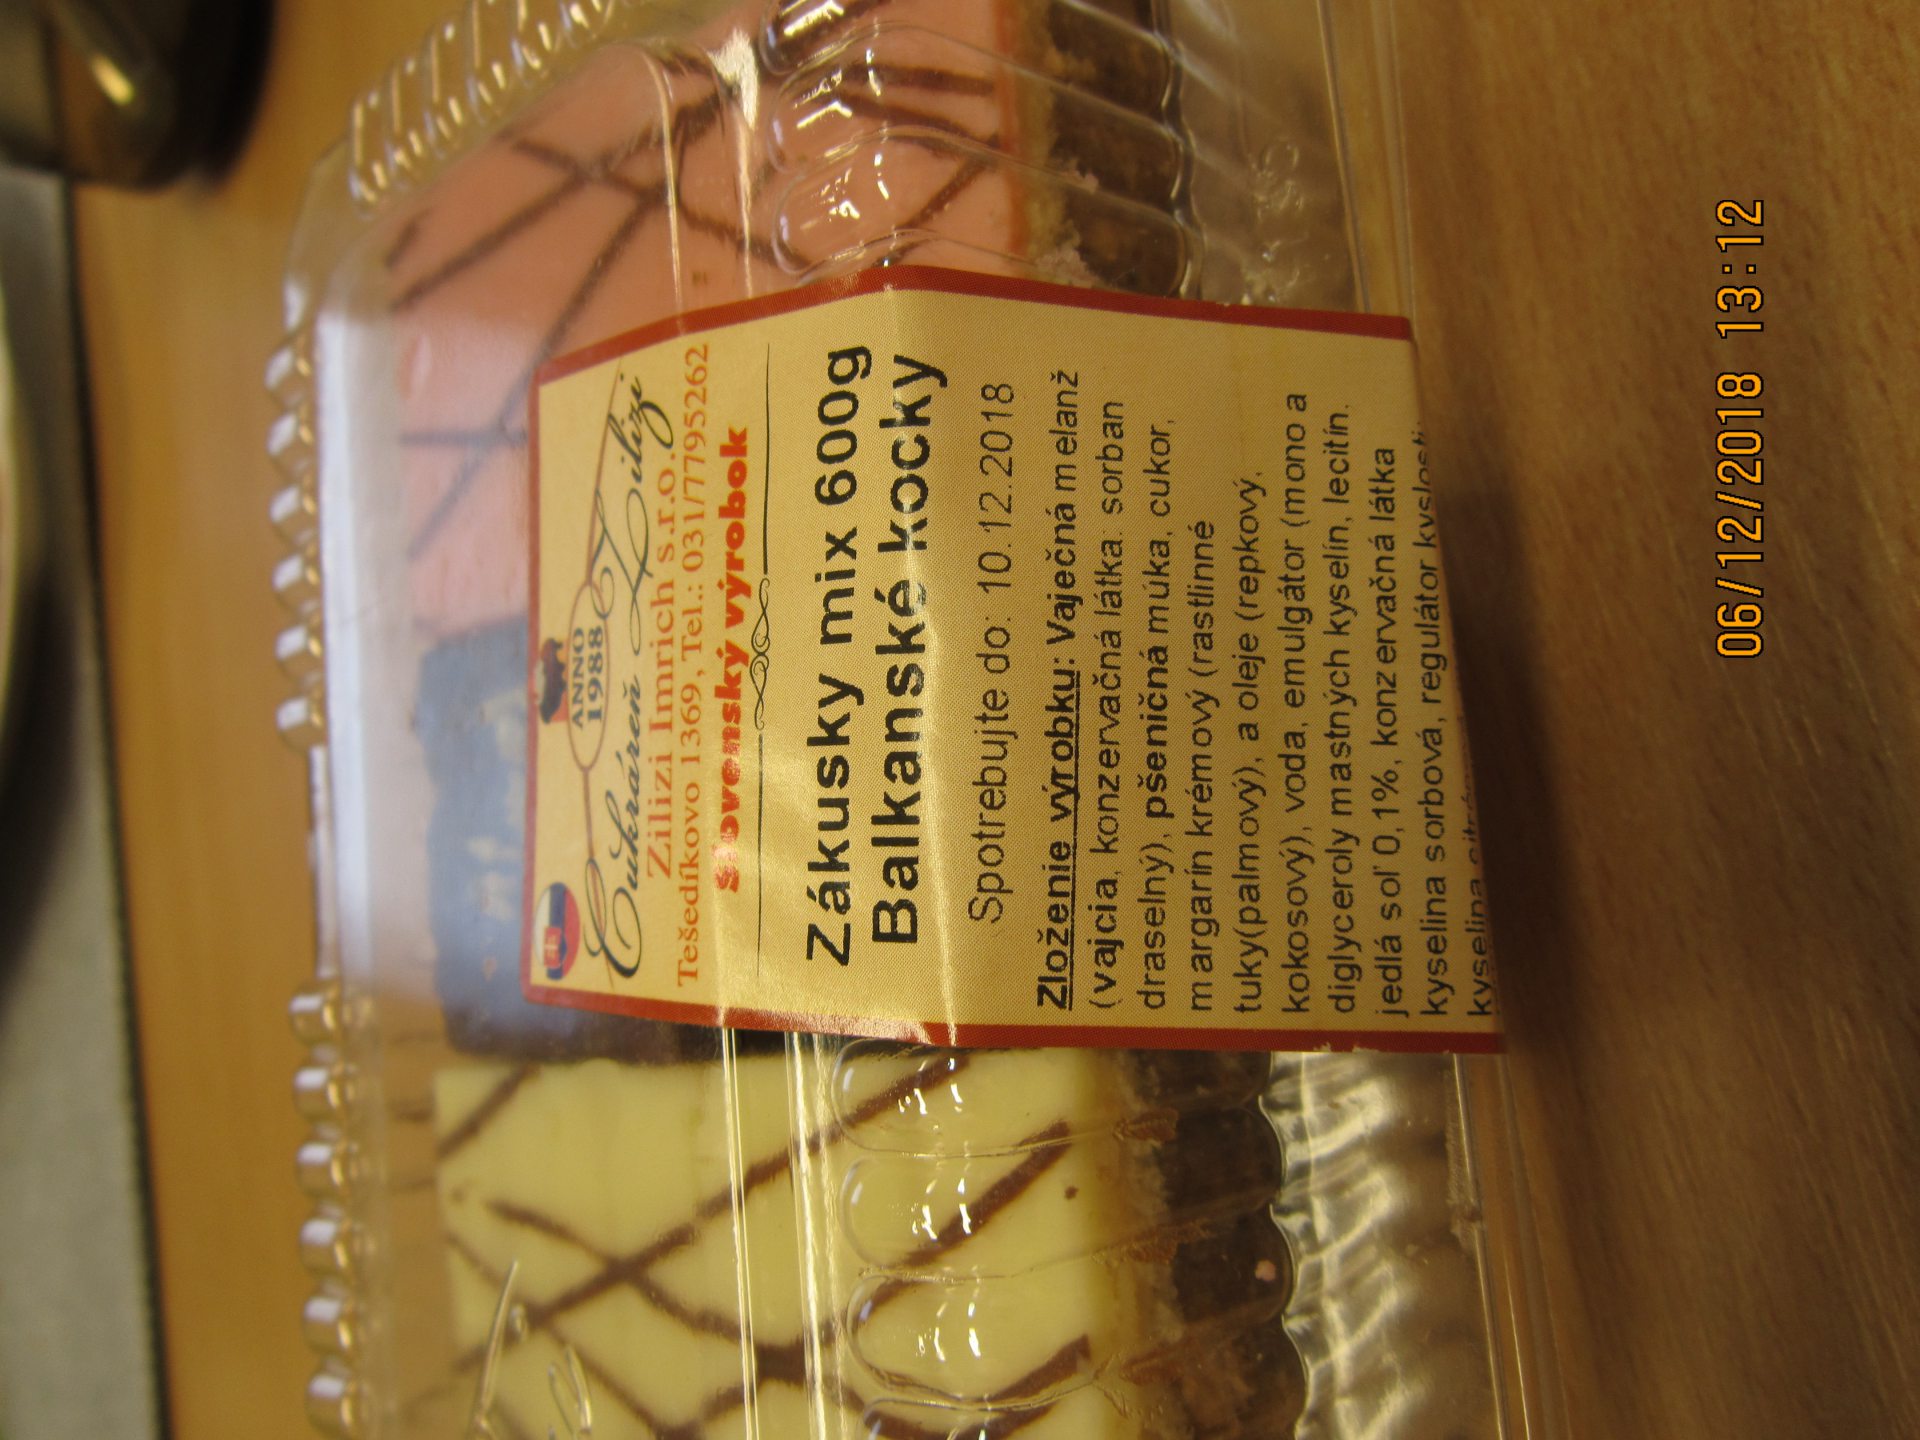 ANNO
1988
Cukráreň Zilizi
Zilizi Imrich s.r.o.
Tešedíkovo 1369, Tel.: 031/7795262
Slovenský výrobok
Zákusky mix 600g
Balkanské kocky
Spotrebujte do: 10.12.2018
Zloženie výrobku: Vaječná melanž
(vajcia, konzervačná látka: sorban
draselný), pšeničná múka, cukor,
margarín krémový (rastlinné
tuky(palmový), a oleje (repkový,
kokosový), voda, emulgátor (mono a
diglyceroly mastných kyslín, lecitín.
jedlá soľ 0,1%, konzervačná látka
kyselina sorbová, regulátor kyslosti:
kyselina
06/12/2018 13:12